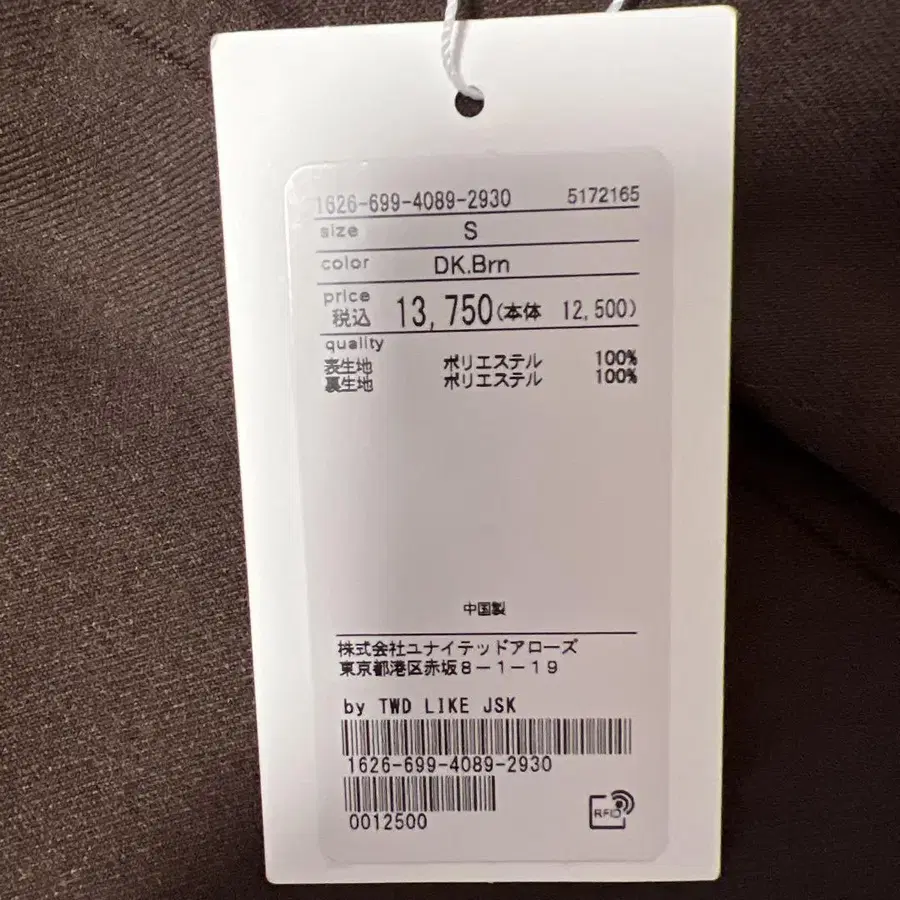 1626-699-4089-2930 5172165
size S
color DK.Brn
price
税込 13,750(本体 12,500)
quality
表生地 ポリエステル 100%
裏生地 ポリエステル 100%
中国製
株式会社ユナイテッドアローズ
東京都港区赤坂8-1-19
by TWD LIKE JSK
1626-699-4089-2930
0012500
RFID